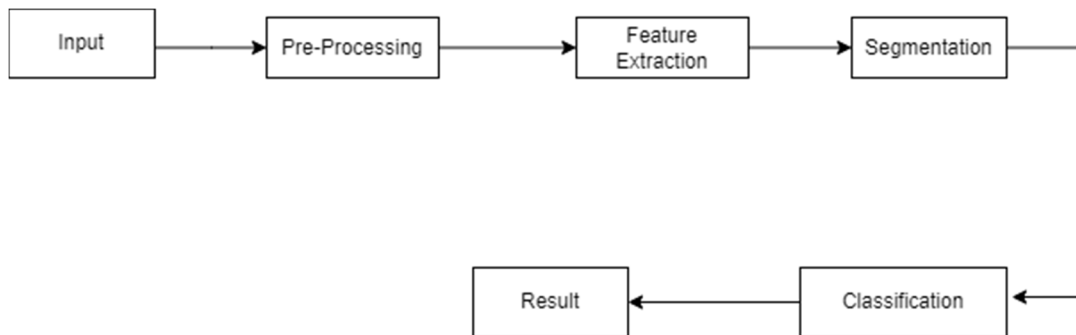 Input
Pre-Processing
Feature
Extraction
Segmentation
Classification
Result